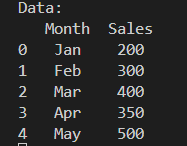 Data:
Month Sales
0 Jan 200
1 Feb 300
2 Mar 400
3 Apr 350
4 May 500